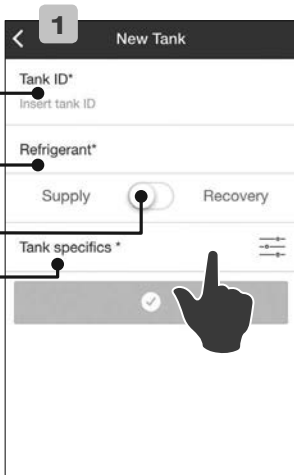 1
New Tank
Tank ID*
Insert tank ID
Refrigerant*
Supply Recovery
Tank specifics *